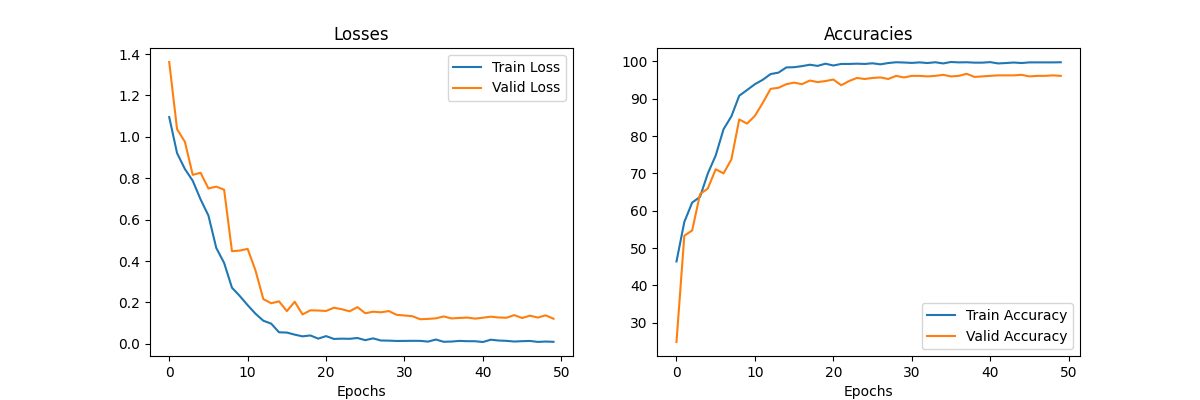 Losses
1.4
1.2
1.0
0.8
0.6
0.4
0.2
0.0
0 10 20 30 40 50
Epochs
Train Loss
Valid Loss
Accuracies
100
90
80
70
60
50
40
30
0 10 20 30 40 50
Epochs
Train Accuracy
Valid Accuracy